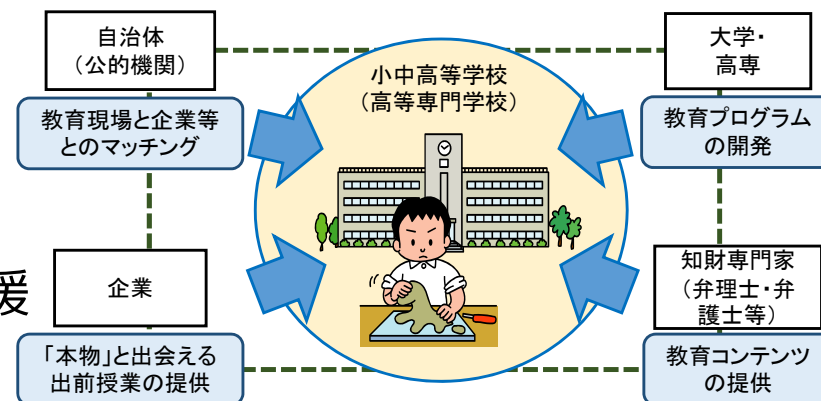 自治体
（公的機関）
教育現場と企業等
とのマッチング
小中高等学校
（高等専門学校）
大学・
高専
教育プログラム
の開発
援
企業
「本物」と出会える
出前授業の提供
知財専門家
（弁理士・弁
護士等）
教育コンテンツ
の提供